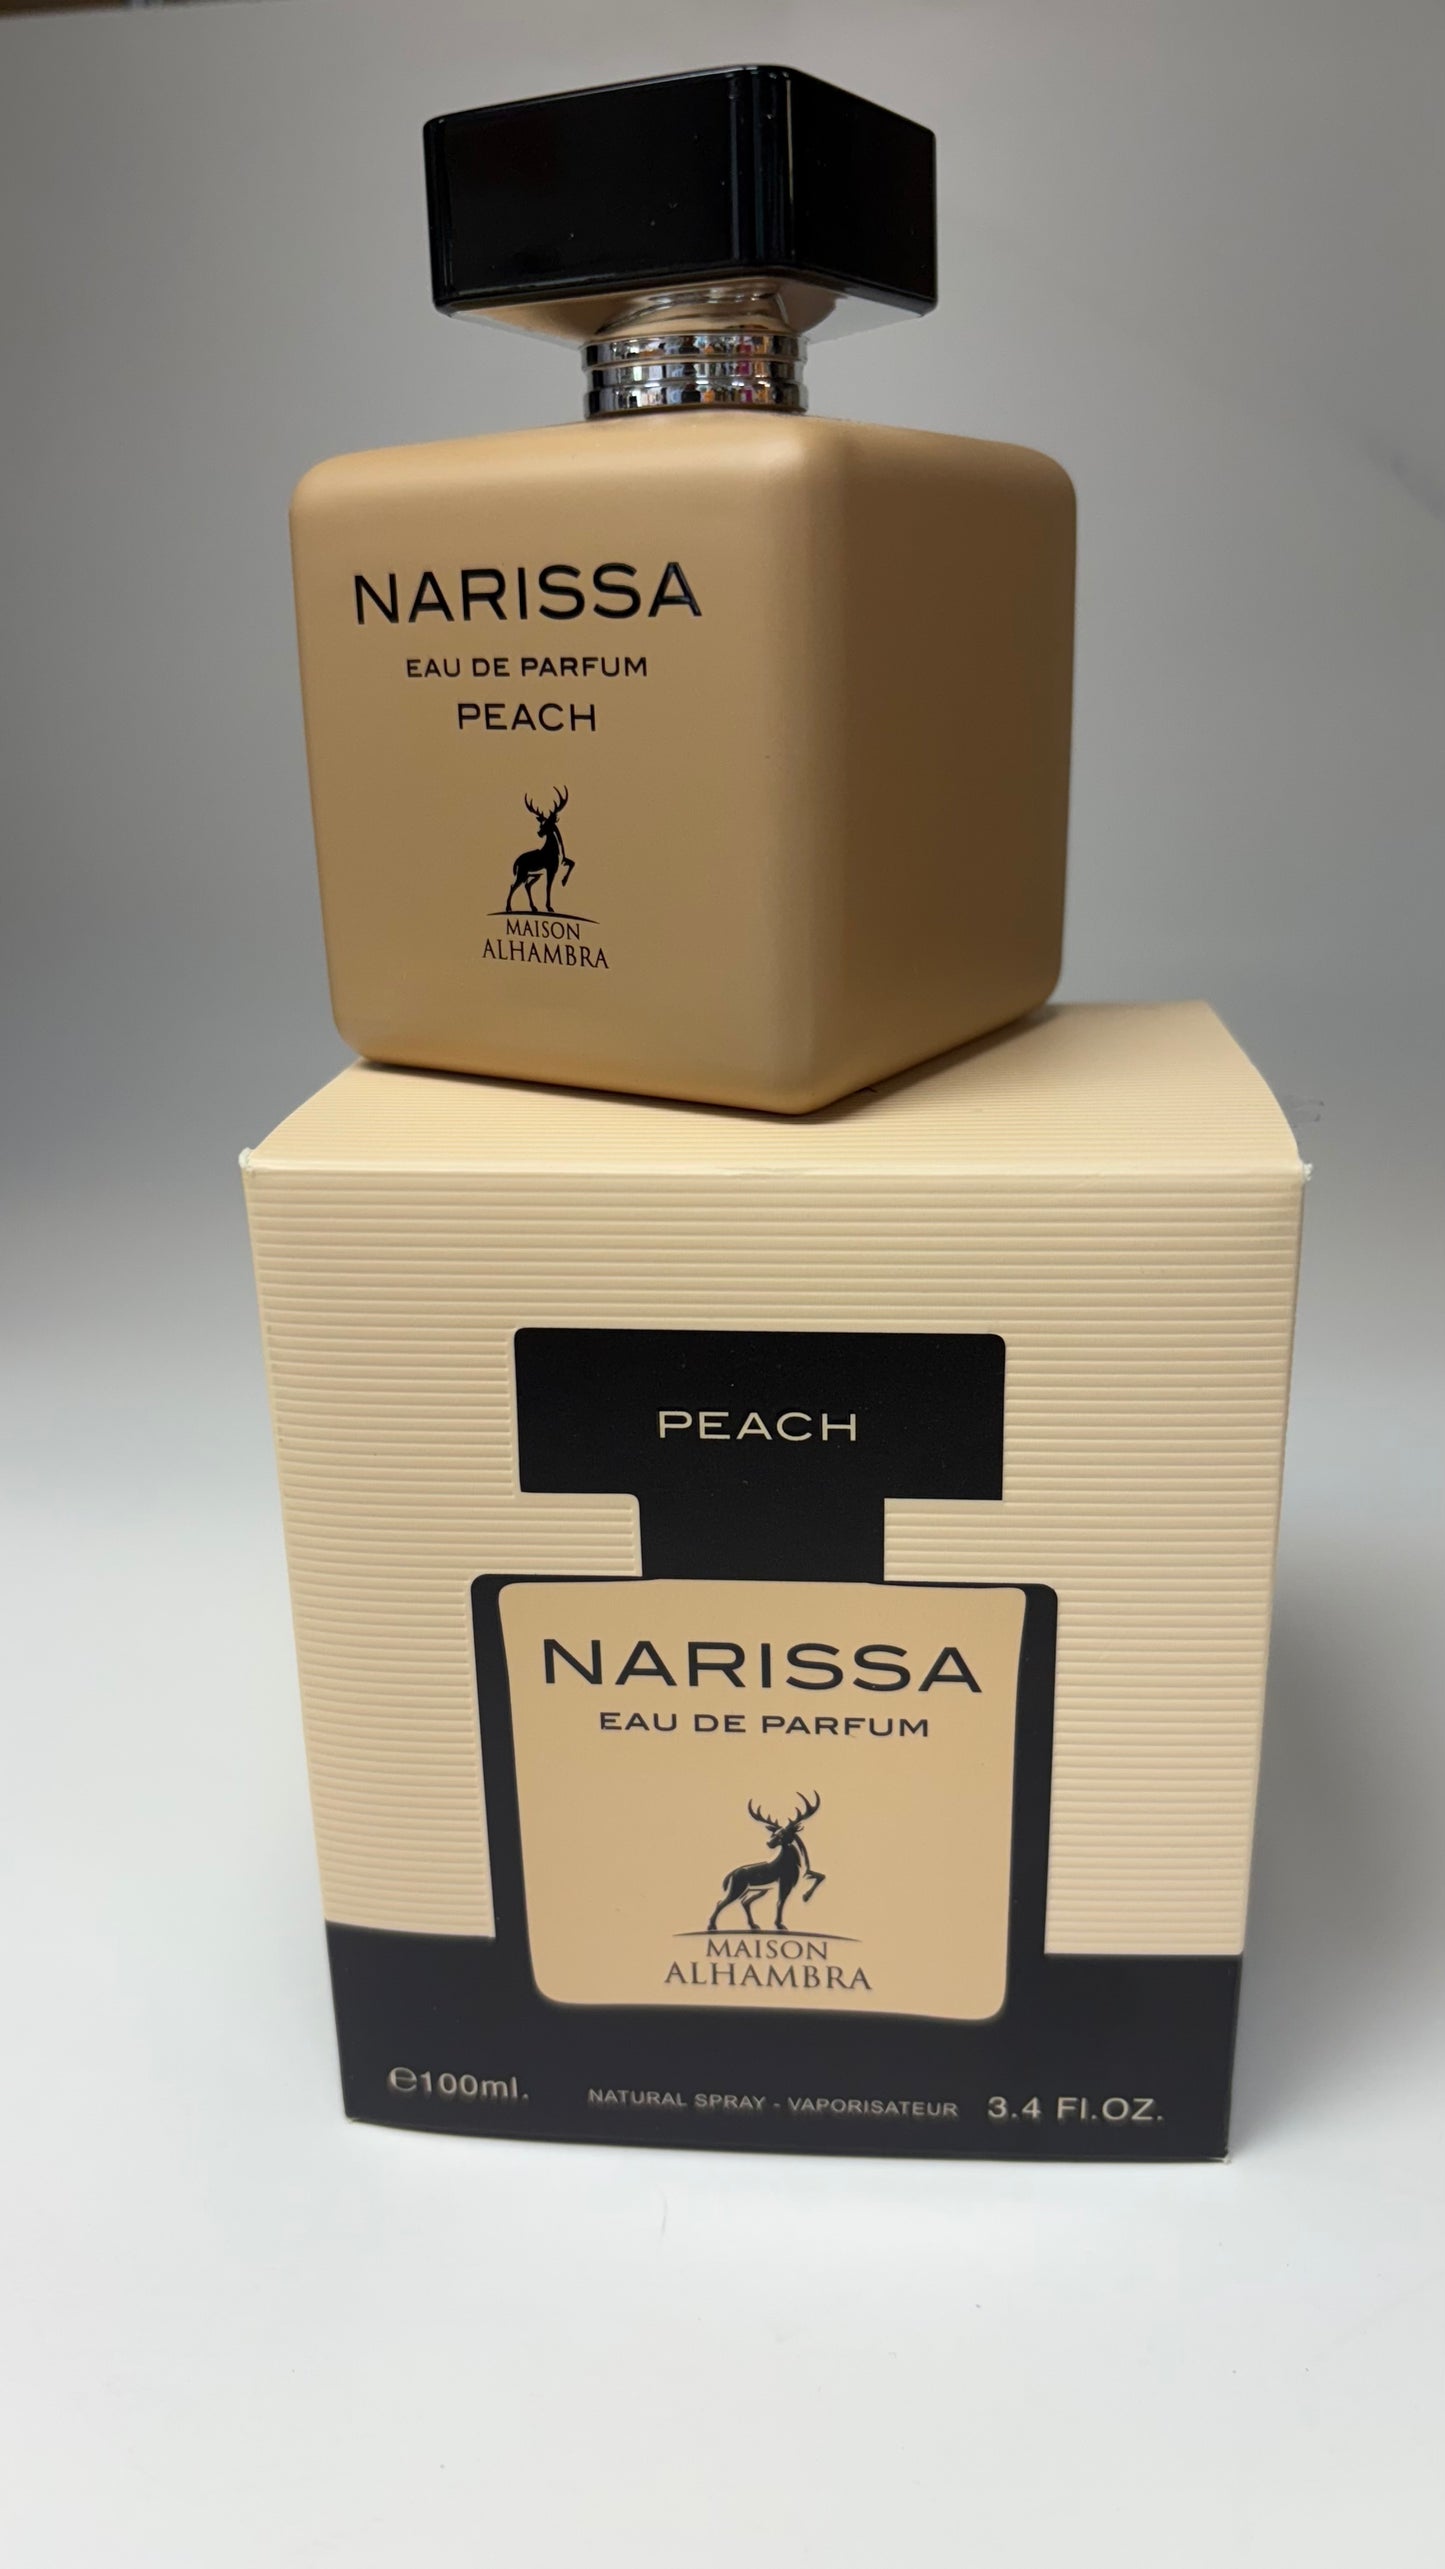 NARISSA
EAU DE PARFUM
PEACH
MAISON
ALHAMBRA
PEACH
NARISSA
EAU DE PARFUM
MAISON
ALHAMBRA
℮100ml. NATURAL SPRAY - VAPORISATEUR 3.4 Fl.OZ.